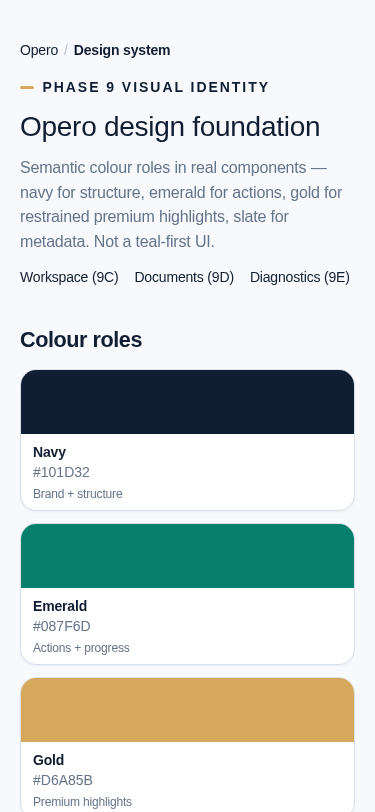 Opero / Design system
PHASE 9 VISUAL IDENTITY
Opero design foundation
Semantic colour roles in real components —
navy for structure, emerald for actions, gold for
restrained premium highlights, slate for
metadata. Not a teal-first UI.
Workspace (9C) Documents (9D) Diagnostics (9E)
Colour roles
Navy
#101D32
Brand + structure
Emerald
#087F6D
Actions + progress
Gold
#D6A85B
Premium highlights